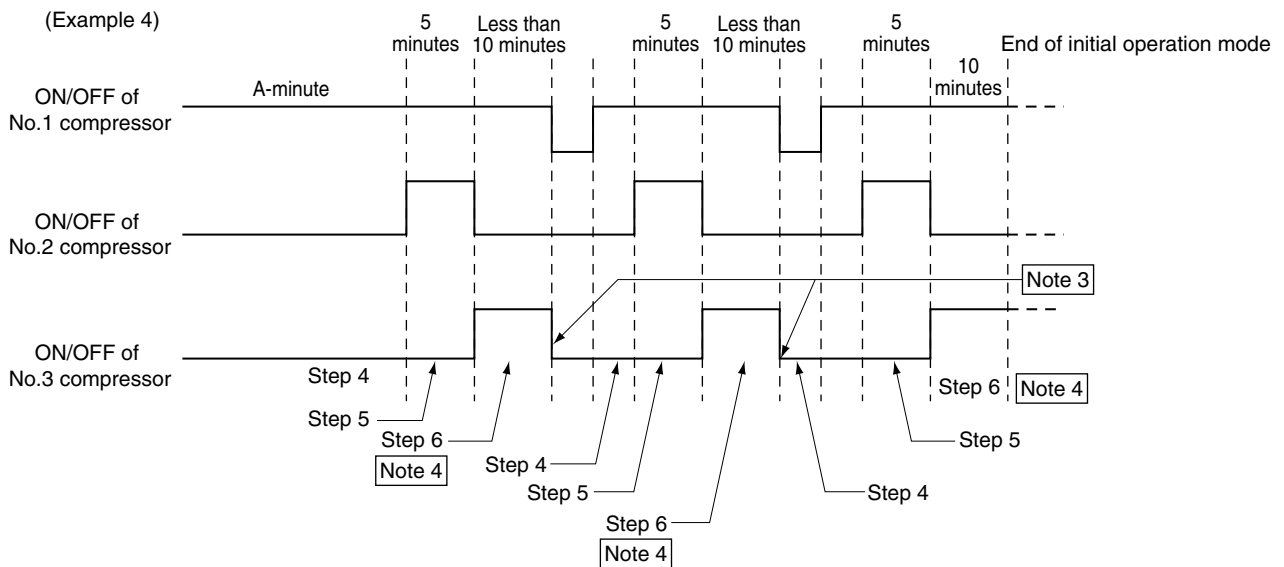 (Example 4)
5
minutes
Less than
10 minutes
5
minutes
Less than
10 minutes
5
minutes
End of initial operation mode
10
minutes
A-minute
ON/OFF of
No.1 compressor
ON/OFF of
No.2 compressor
Note 3
ON/OFF of
No.3 compressor
Step 4
Step 6
Note 4
Step 5
Step 6
Note 4
Step 4
Step 5
Step 6
Note 4
Step 4
Step 5